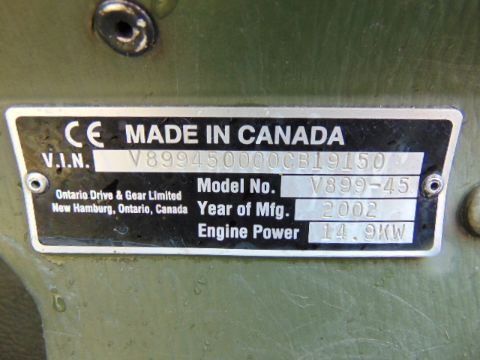 CE MADE IN CANADA
V.I.N. V899450000CB19150
Ontario Drive & Gear Limited
New Hamburg, Ontario, Canada
Model No. V899-45
Year of Mfg. 2002
Engine Power 14.9KW